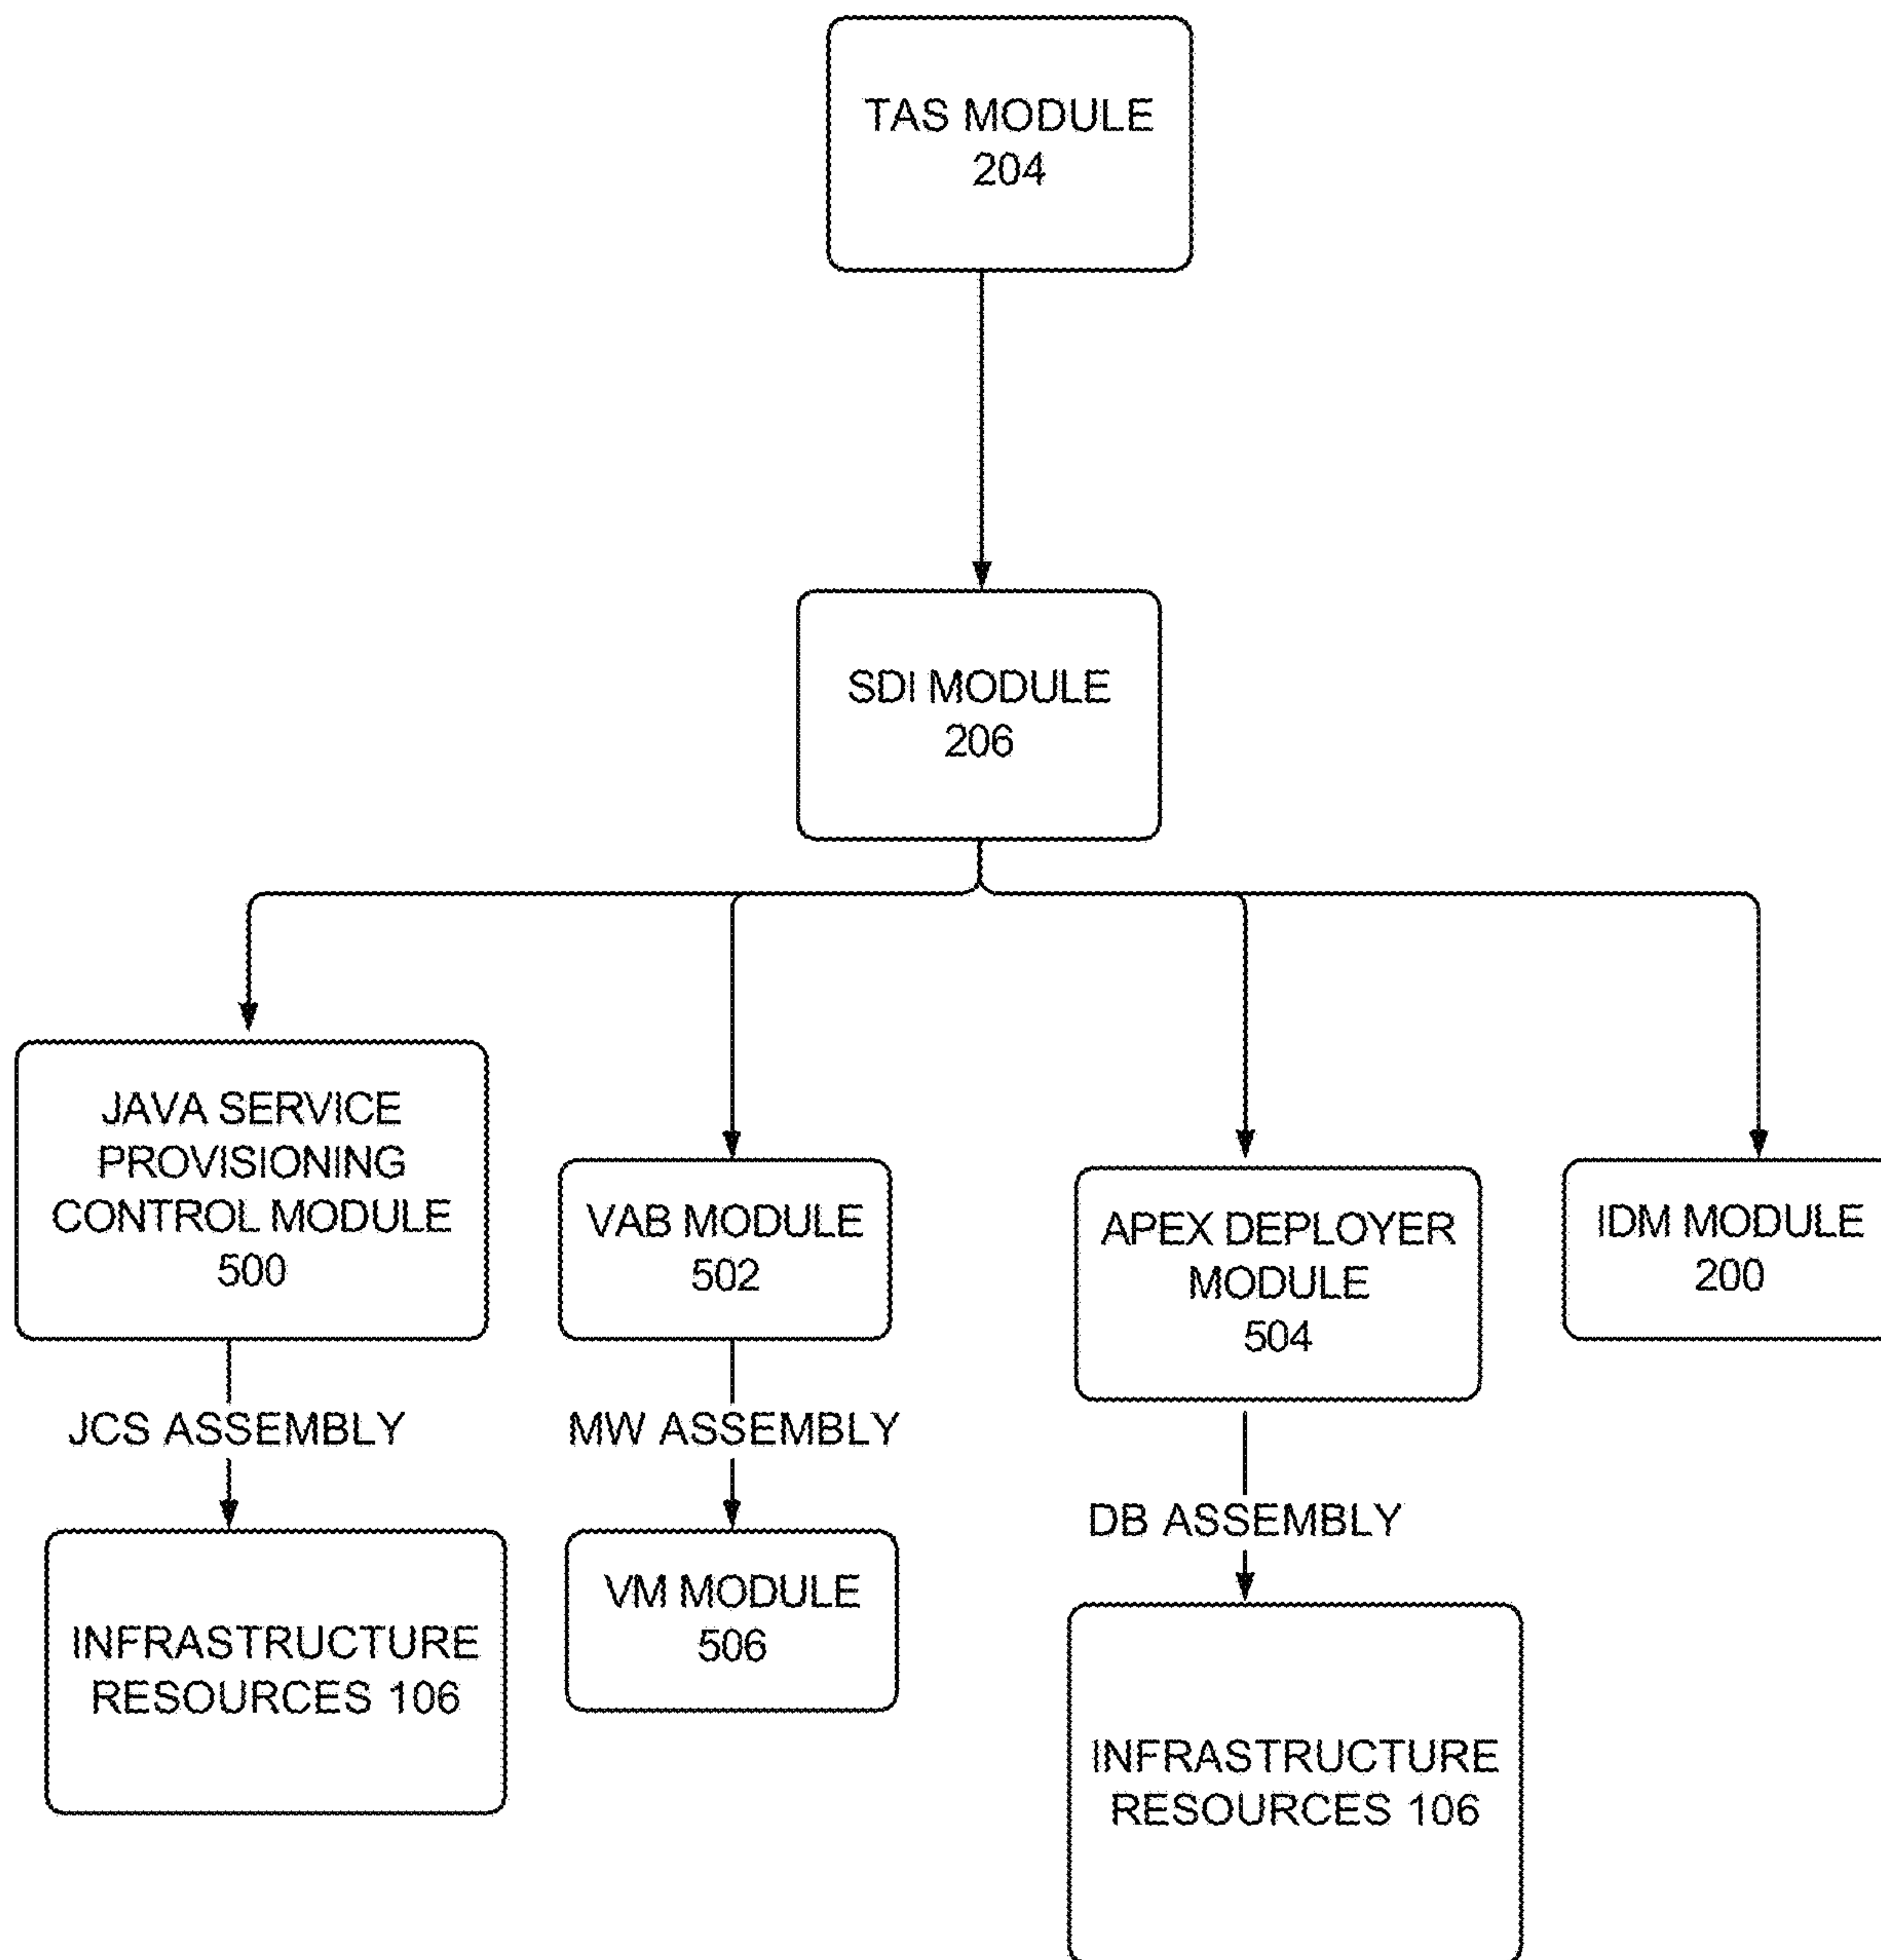 TAS MODULE
204
SDI MODULE
206
JAVA SERVICE
PROVISIONING
CONTROL MODULE
500
VAB MODULE
502
APEX DEPLOYER
MODULE
504
IDM MODULE
200
JCS ASSEMBLY
MW ASSEMBLY
DB ASSEMBLY
INFRASTRUCTURE
RESOURCES 106
VM MODULE
506
INFRASTRUCTURE
RESOURCES 106